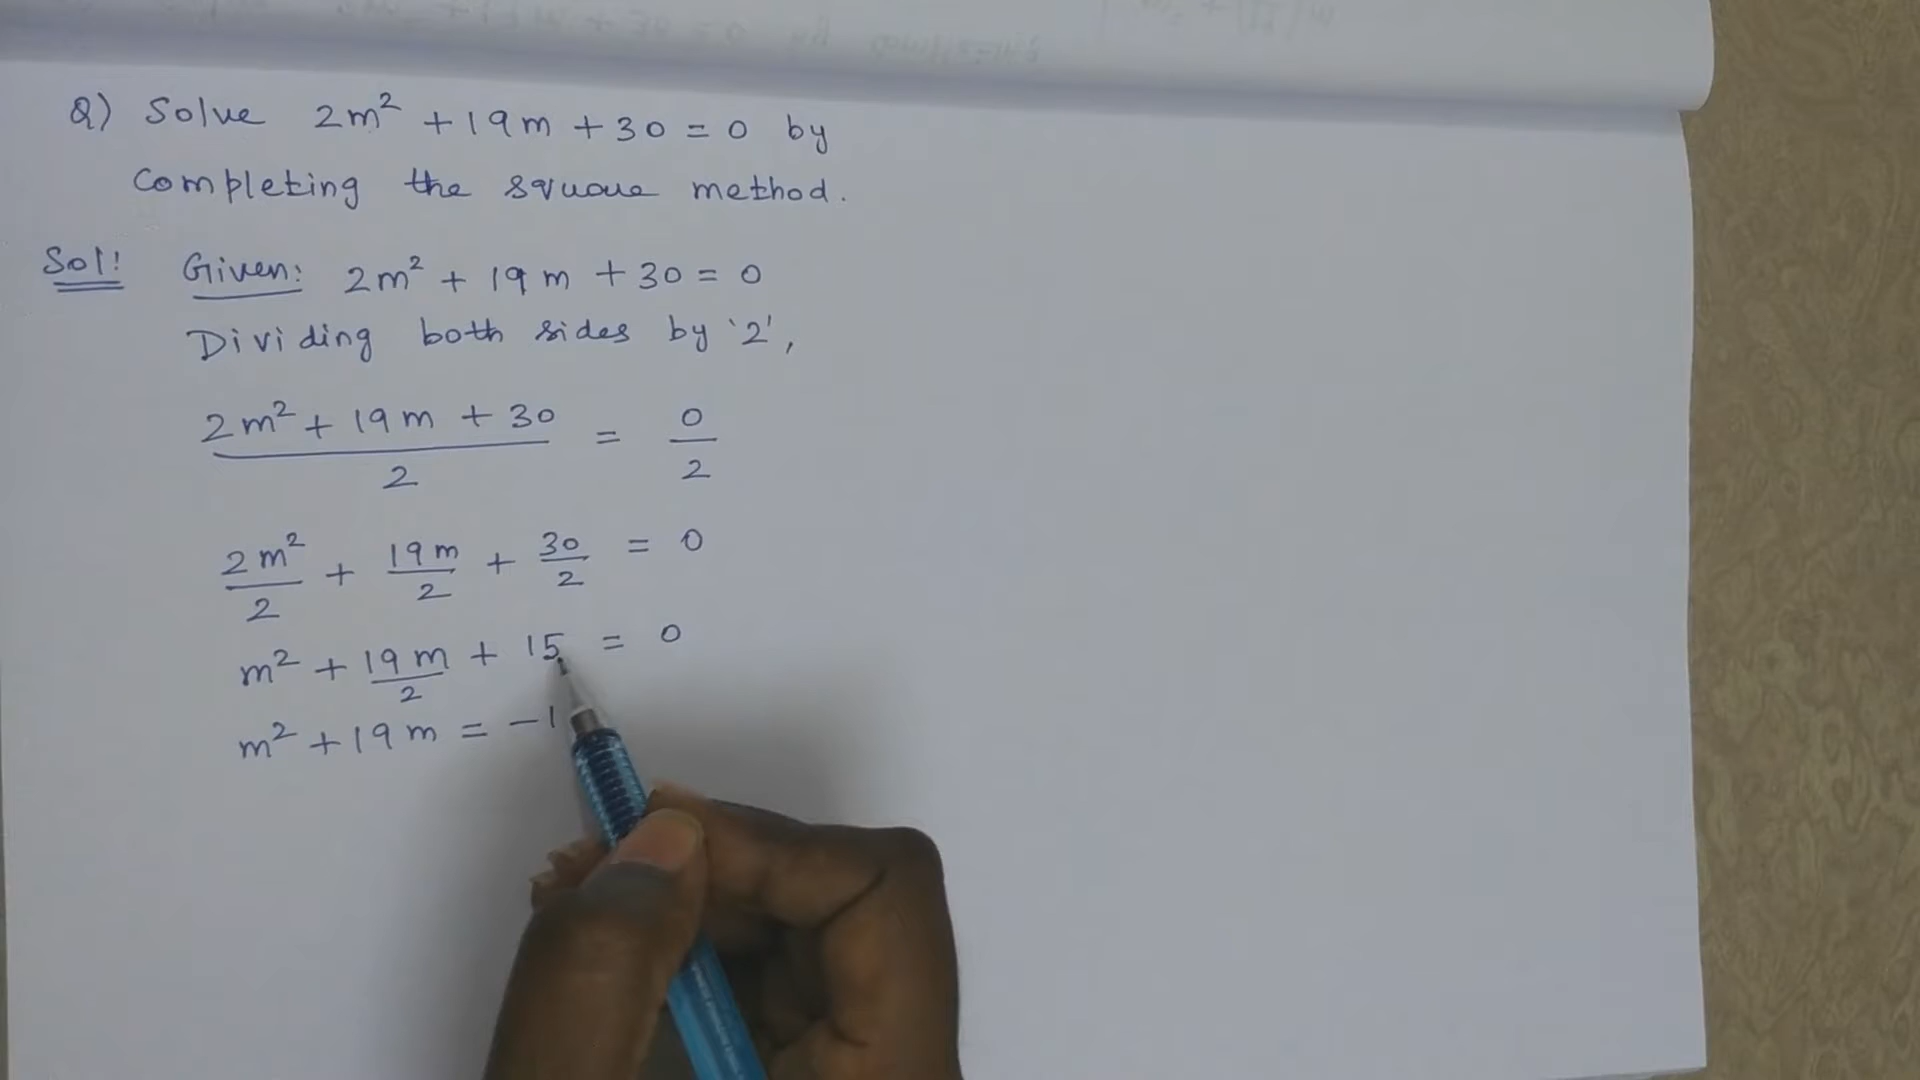 Q) Solve 2m² + 19m + 30 = 0 by
completing the square method.
Sol: Given: 2m² + 19m + 30 = 0
Dividing both sides by '2',
2m² + 19m + 30 / 2 = 0 / 2
2m²/2 + 19m/2 + 30/2 = 0
m² + 19m/2 + 15 = 0
m² + 19m = -1